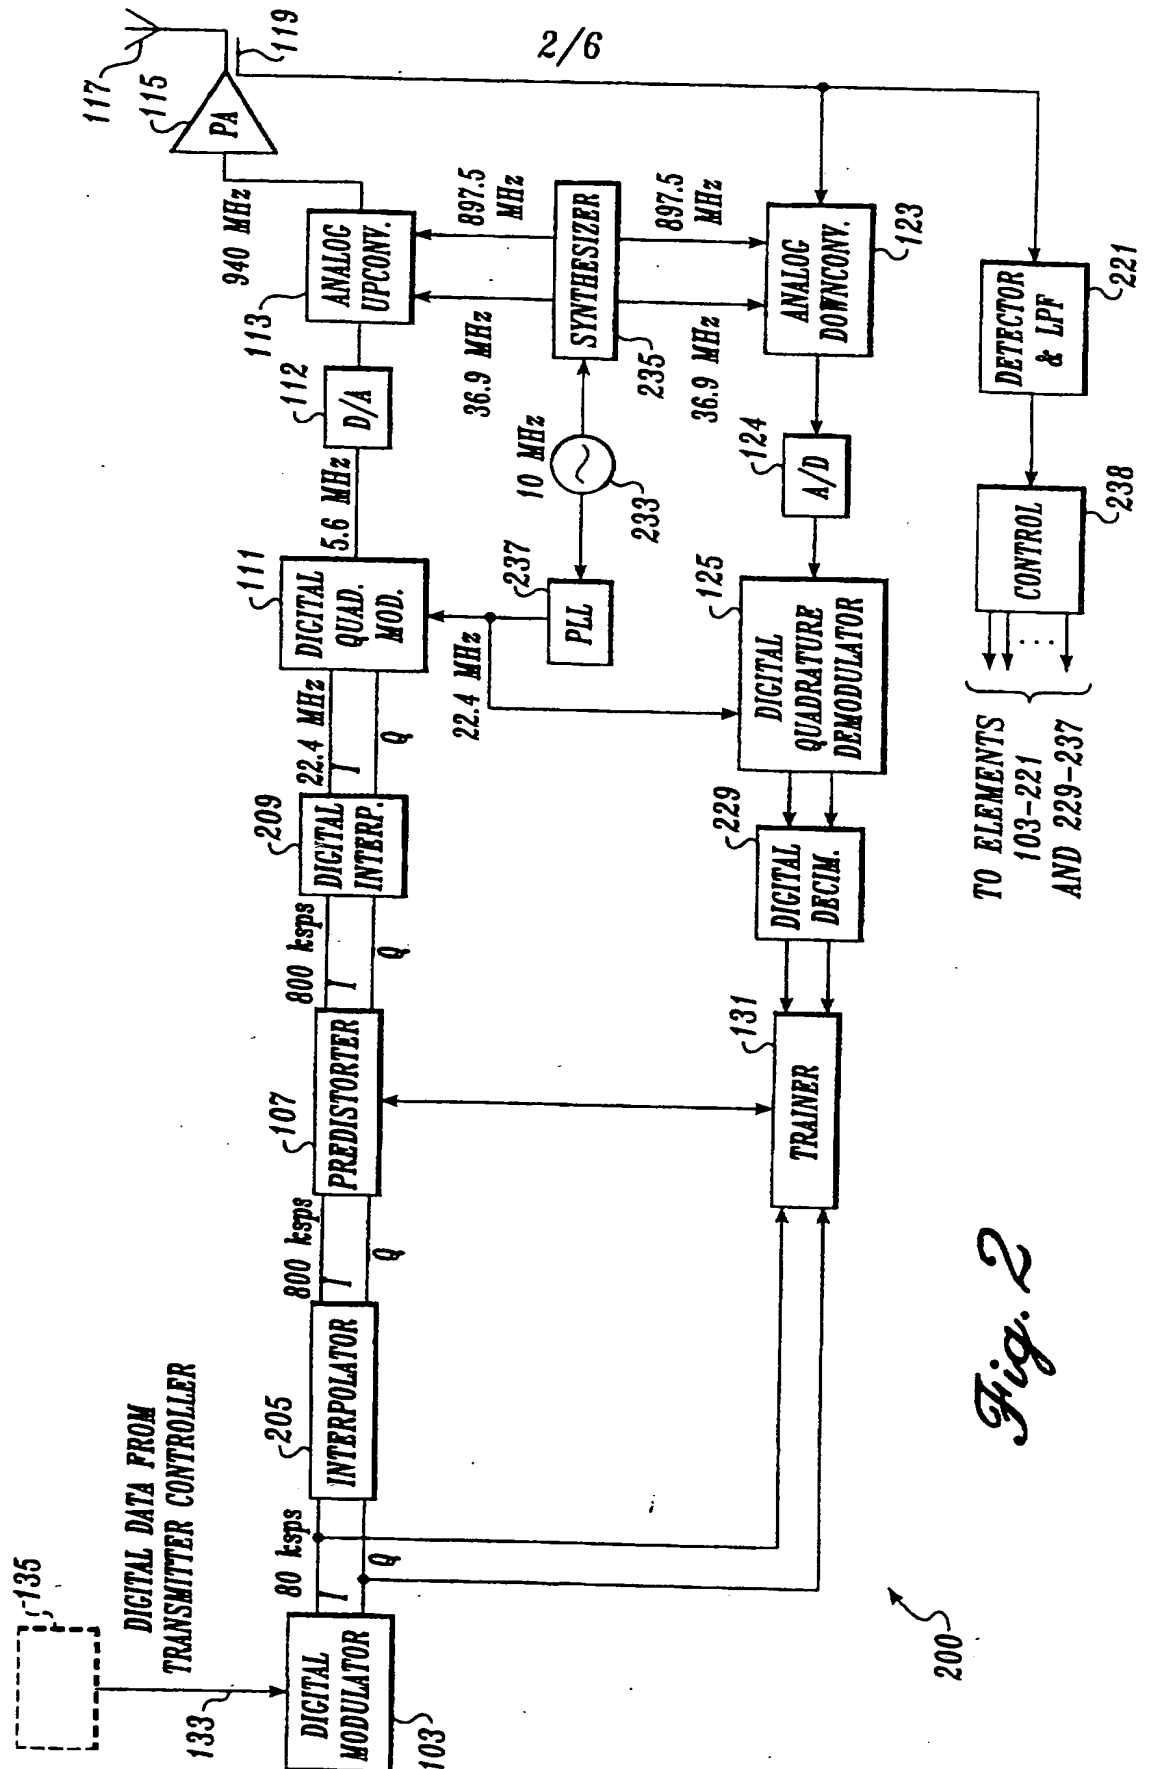 2/6
135
DIGITAL DATA FROM
TRANSMITTER CONTROLLER
133
DIGITAL
MODULATOR
103
80 ksps
I
Q
205
INTERPOLATOR
800 ksps
I
Q
107
PREDISTORTER
800 ksps
I
Q
209
DIGITAL
INTERP.
22.4 MHz
I
Q
111
DIGITAL
QUAD.
MOD.
5.6 MHz
112
D/A
113
ANALOG
UPCONV.
940 MHz
115
PA
117
119
22.4 MHz
237
PLL
10 MHz
233
36.9 MHz
897.5
MHz
SYNTHESIZER
235
36.9 MHz
897.5
MHz
131
TRAINER
229
DIGITAL
DECIM.
125
DIGITAL
QUADRATURE
DEMODULATOR
124
A/D
ANALOG
DOWNCONV.
123
TO ELEMENTS
103-221
AND 229-237
CONTROL
238
DETECTOR
& LPF
221
200
Fig. 2